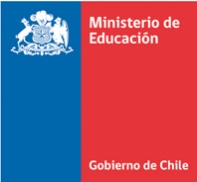 Ministerio de
Educación
Gobierno de Chile